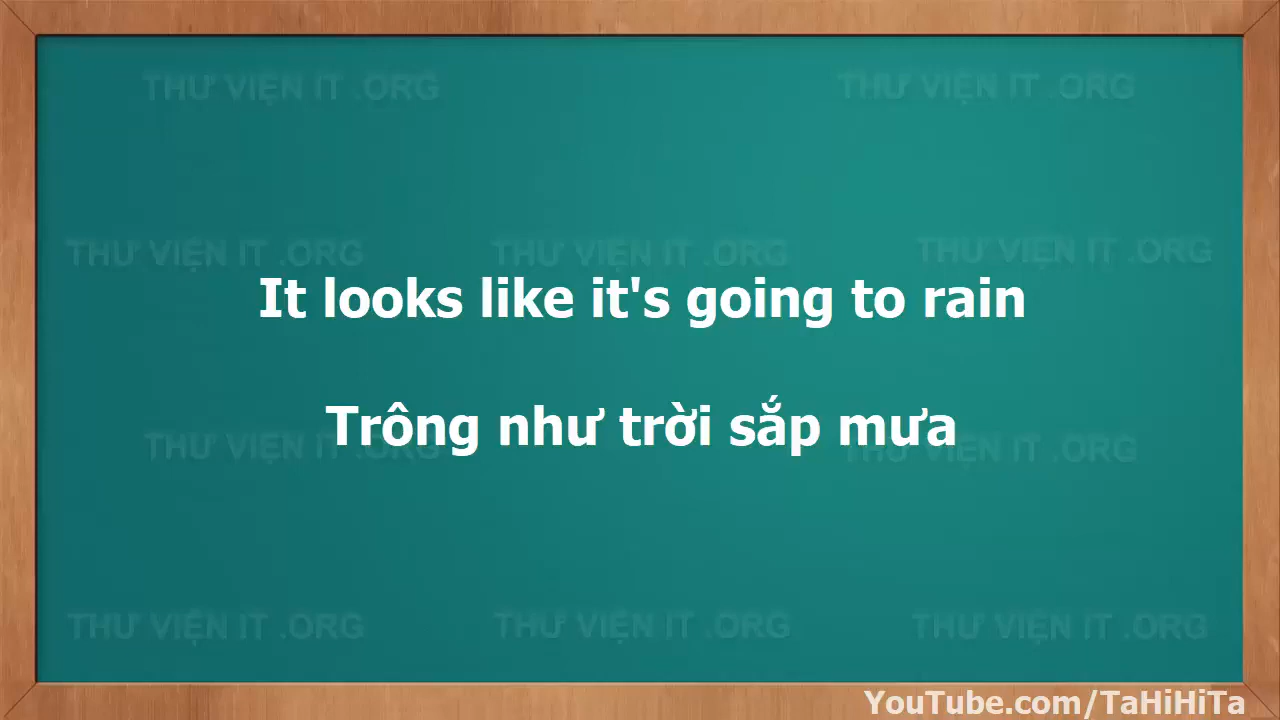 THƯ VIỆN IT .ORG THƯ VIỆN IT .ORG
THƯ VIỆN IT .ORG THƯ VIỆN IT .ORG THƯ VIỆN IT .ORG
It looks like it's going to rain
Trông như trời sắp mưa
THƯ VIỆN IT .ORG THƯ VIỆN IT .ORG
THƯ VIỆN IT .ORG THƯ VIỆN IT .ORG THƯ VIỆN IT .ORG
YouTube.com/TaHiHiTa